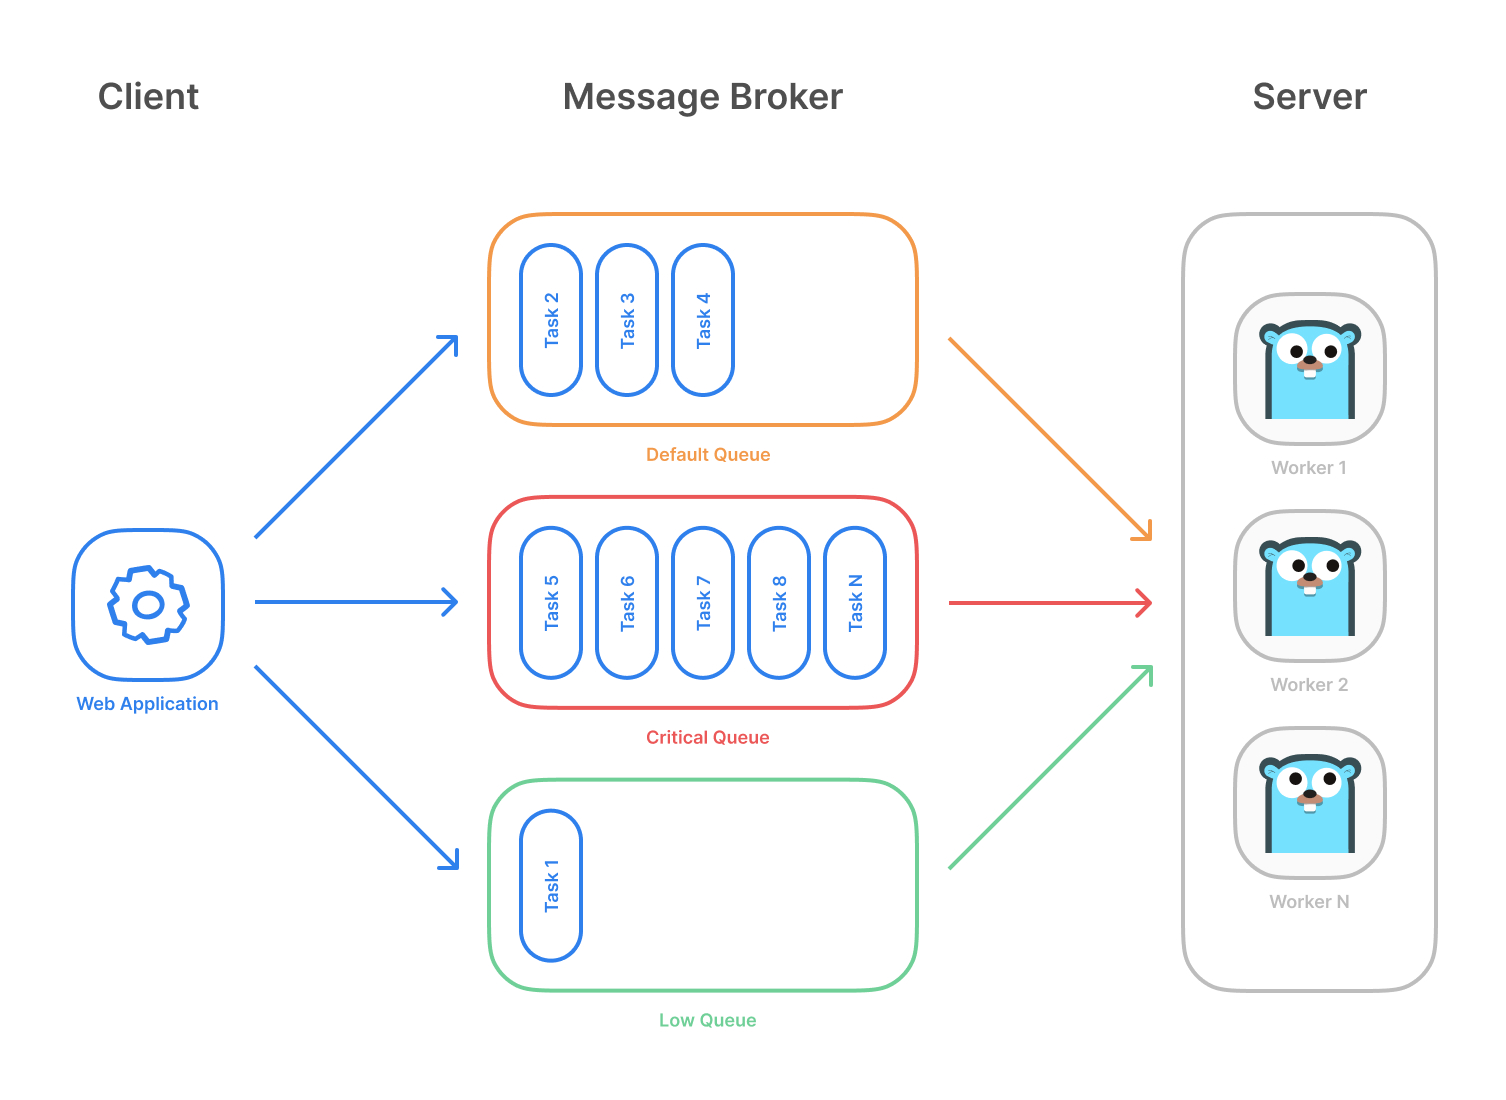 Client
Message Broker
Server
Task 2
Task 3
Task 4
Default Queue
Task 5
Task 6
Task 7
Task 8
Task N
Critical Queue
Task 1
Low Queue
Web Application
Worker 1
Worker 2
Worker N